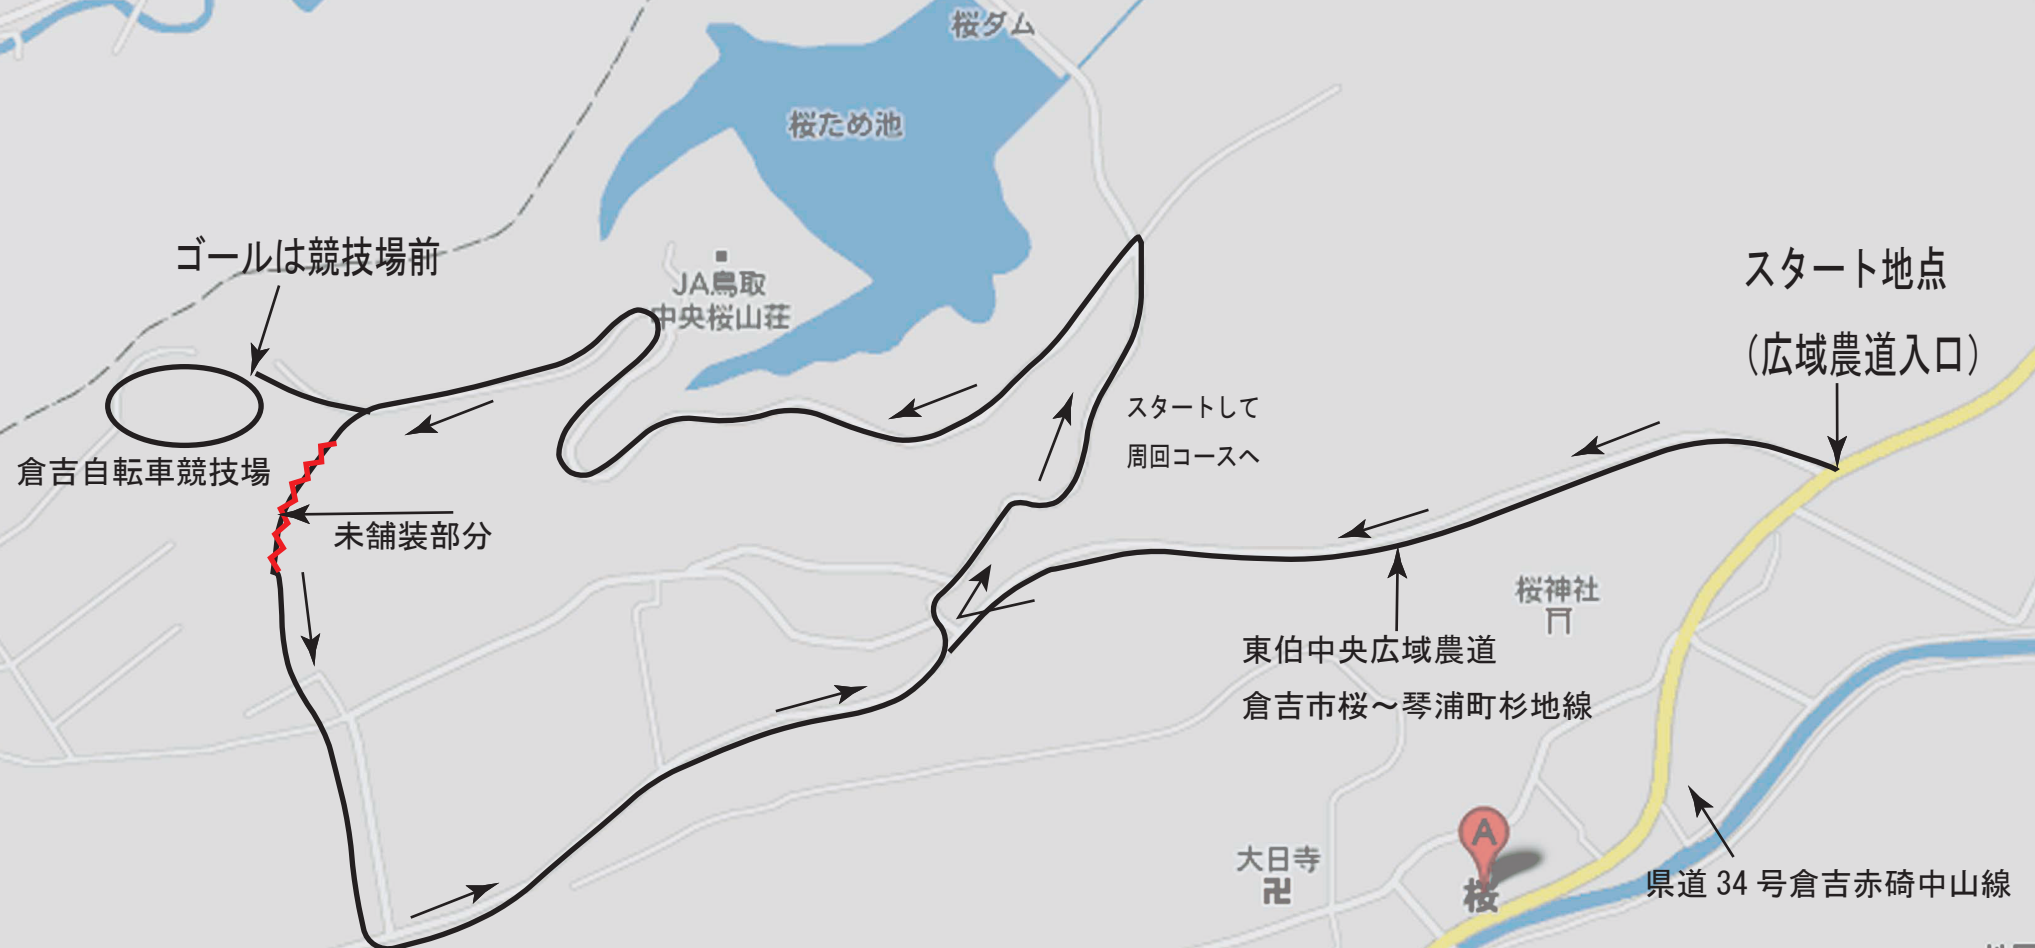 桜ダム
桜ため池
ゴールは競技場前
JA鳥取
中央桜山荘
スタート地点
（広域農道入口）
スタートして
周回コースへ
倉吉自転車競技場
未舗装部分
桜神社
東伯中央広域農道
倉吉市桜～琴浦町杉地線
A
桜
大日寺
県道 34 号倉吉赤碕中山線